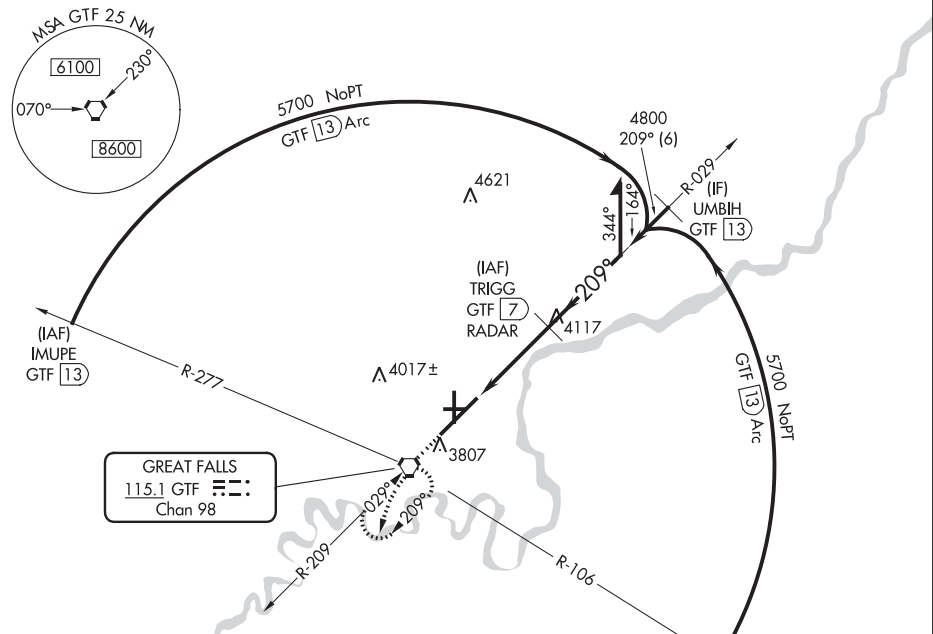 MSA GTF 25 NM
6100
230°
070°
8600
5700 NoPT
GTF 13 Arc
4800
209° (6)
R-029
(IF)
UMBIH
GTF 13
4621
344°
164°
209°
(IAF)
TRIGG
GTF 7
RADAR
4117
(IAF)
IMUPE
GTF 13
R-277
4017±
5700 NoPT
GTF 13 Arc
3807
GREAT FALLS
115.1 GTF
Chan 98
029°
209°
R-209
R-106